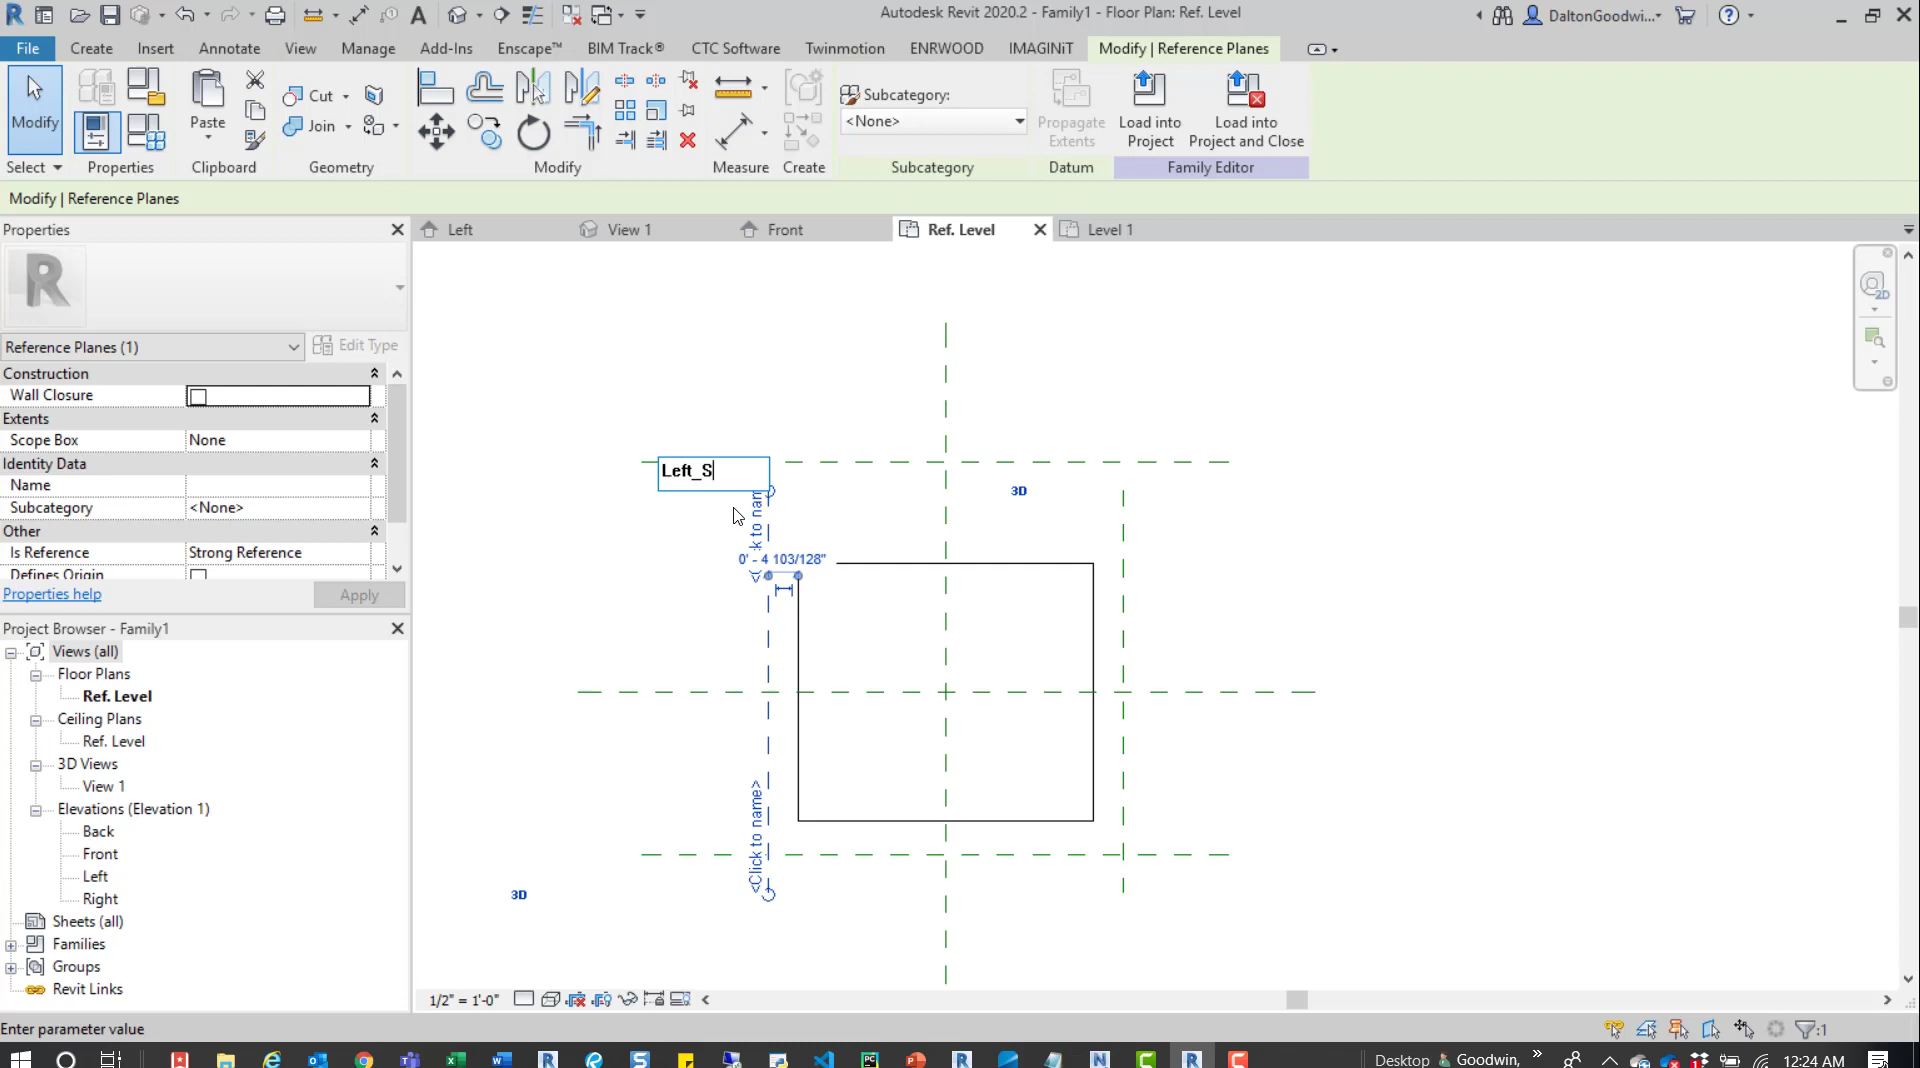 Autodesk Revit 2020.2 - Family1 - Floor Plan: Ref. Level
DaltonGoodwi...
File Create Insert Annotate View Manage Add-Ins Enscape™ BIM Track® CTC Software Twinmotion ENRWOOD IMAGINiT Modify | Reference Planes
Modify
Paste
Cut
Join
Subcategory:
<None>
Propagate Extents
Load into Project
Load into Project and Close
Select Properties Clipboard Geometry Modify Measure Create Subcategory Datum Family Editor
Modify | Reference Planes
Properties
Left
View 1
Front
Ref. Level
Level 1
R
Reference Planes (1)
Edit Type
Construction
Wall Closure
Extents
Scope Box None
Identity Data
Name
Subcategory <None>
Other
Is Reference Strong Reference
Defines Origin
Properties help
Apply
Left_S
3D
0' - 4 103/128"
<Click to name>
3D
Project Browser - Family1
Views (all)
Floor Plans
Ref. Level
Ceiling Plans
Ref. Level
3D Views
View 1
Elevations (Elevation 1)
Back
Front
Left
Right
Sheets (all)
Families
Groups
Revit Links
1/2" = 1'-0"
Enter parameter value
:1
Desktop
Goodwin,
12:24 AM